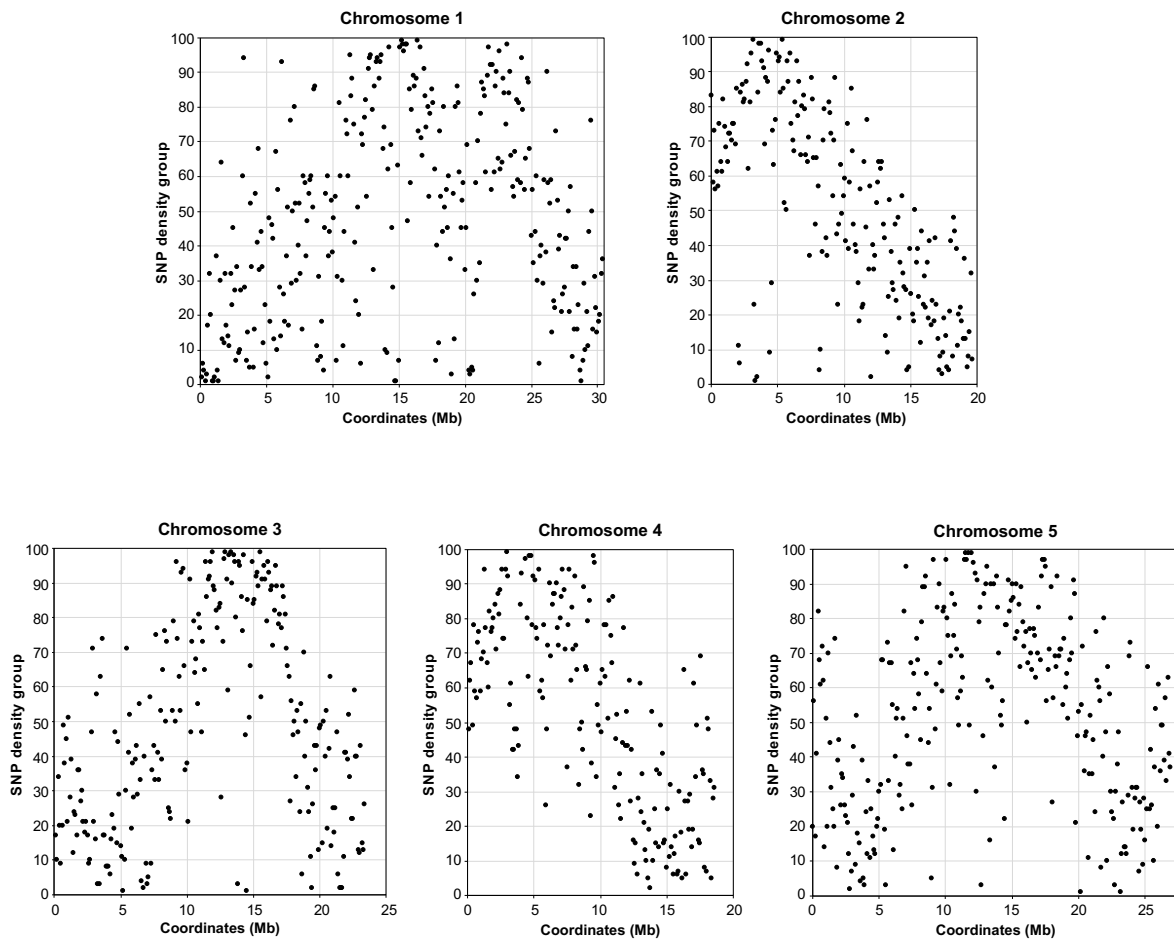 Chromosome 1
SNP density group
100
90
80
70
60
50
40
30
20
10
0
0 5 10 15 20 25 30
Coordinates (Mb)
Chromosome 2
SNP density group
100
90
80
70
60
50
40
30
20
10
0
0 5 10 15 20
Coordinates (Mb)
Chromosome 3
SNP density group
100
90
80
70
60
50
40
30
20
10
0
0 5 10 15 20 25
Coordinates (Mb)
Chromosome 4
SNP density group
100
90
80
70
60
50
40
30
20
10
0
0 5 10 15 20
Coordinates (Mb)
Chromosome 5
SNP density group
100
90
80
70
60
50
40
30
20
10
0
0 5 10 15 20 25
Coordinates (Mb)